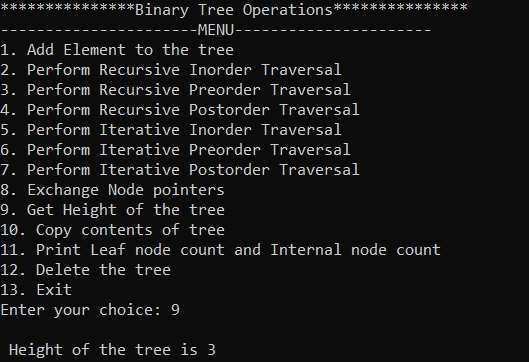 ***************Binary Tree Operations***************
----------------------MENU----------------------
1. Add Element to the tree
2. Perform Recursive Inorder Traversal
3. Perform Recursive Preorder Traversal
4. Perform Recursive Postorder Traversal
5. Perform Iterative Inorder Traversal
6. Perform Iterative Preorder Traversal
7. Perform Iterative Postorder Traversal
8. Exchange Node pointers
9. Get Height of the tree
10. Copy contents of tree
11. Print Leaf node count and Internal node count
12. Delete the tree
13. Exit
Enter your choice: 9
Height of the tree is 3